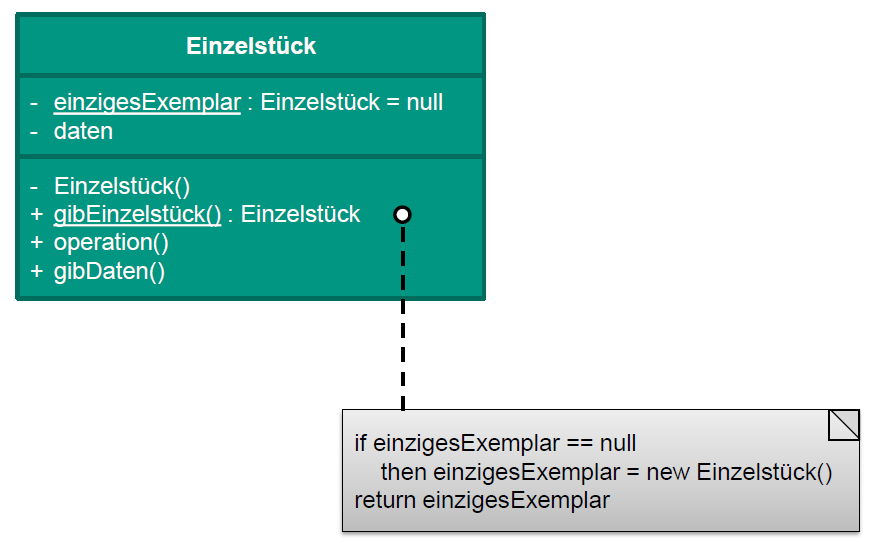 Einzelstück
- einzigesExemplar : Einzelstück = null
- daten
- Einzelstück()
+ gibEinzelstück() : Einzelstück
+ operation()
+ gibDaten()
if einzigesExemplar == null
then einzigesExemplar = new Einzelstück()
return einzigesExemplar